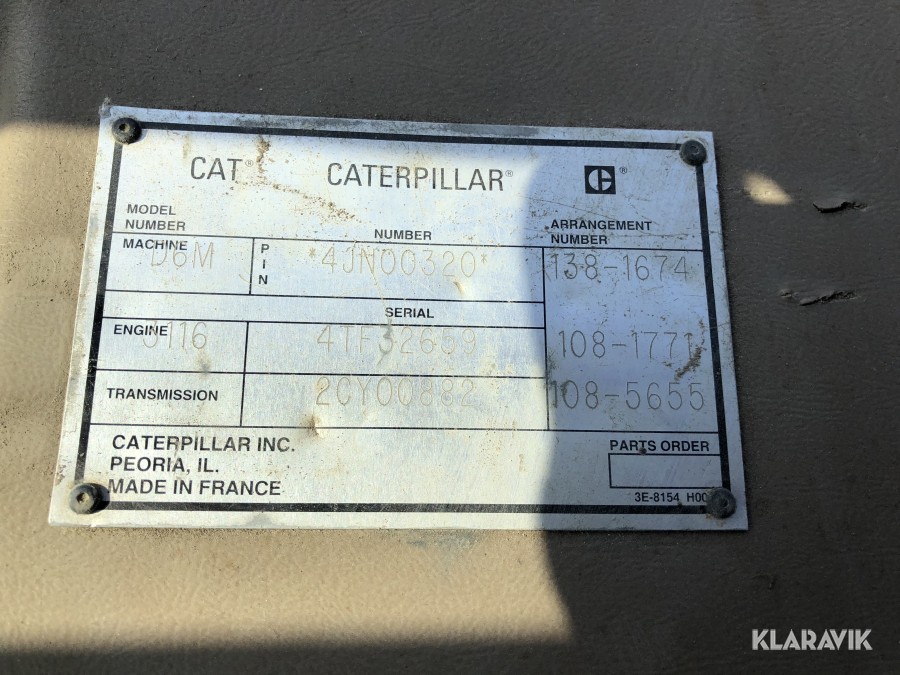 CAT® CATERPILLAR® C®
MODEL NUMBER NUMBER ARRANGEMENT NUMBER
MACHINE D6M PIN *4JN00320* 138-1674
SERIAL
ENGINE 3116 4TF32659 108-1771
TRANSMISSION 2CY00882 108-5655
CATERPILLAR INC. PARTS ORDER
PEORIA, IL.
MADE IN FRANCE 3E-8154
KLARAVIK